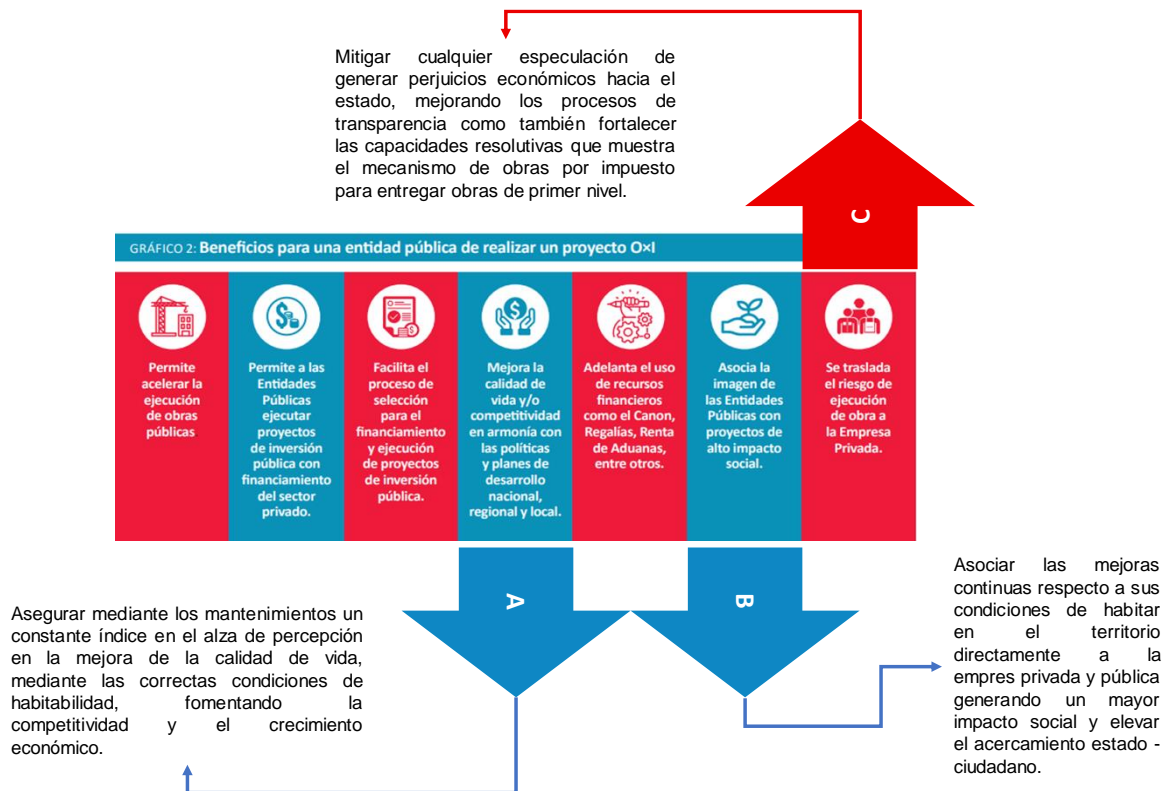 Mitigar cualquier especulación de
generar perjuicios económicos hacia el
estado, mejorando los procesos de
transparencia como también fortalecer
las capacidades resolutivas que muestra
el mecanismo de obras por impuesto
para entregar obras de primer nivel.
C
GRÁFICO 2: Beneficios para una entidad pública de realizar un proyecto O×I
Permite
acelerar la
ejecución
de obras
públicas
Permite a las
Entidades
Públicas
ejecutar
proyectos
de inversión
pública con
financiamiento
del sector
privado.
Facilita el
proceso de
selección
para el
financiamiento
y ejecución
de proyectos
de inversión
pública.
Mejora la
calidad de
vida y/o
competitividad
en armonía con
las políticas
y planes de
desarrollo
nacional,
regional y local.
Adelanta el uso
de recursos
financieros
como el Canon,
Regalías, Renta
de Aduanas,
entre otros.
Asocia la
imagen de
las Entidades
Públicas con
proyectos de
alto impacto
social.
Se traslada
el riesgo de
ejecución
de obra a
la Empresa
Privada.
A
B
Asegurar mediante los mantenimientos un
constante índice en el alza de percepción
en la mejora de la calidad de vida,
mediante las correctas condiciones de
habitabilidad, fomentando la
competitividad y el crecimiento
económico.
Asociar las mejoras
continuas respecto a sus
condiciones de habitar
en el territorio
directamente a la
empres privada y pública
generando un mayor
impacto social y elevar
el acercamiento estado -
ciudadano.